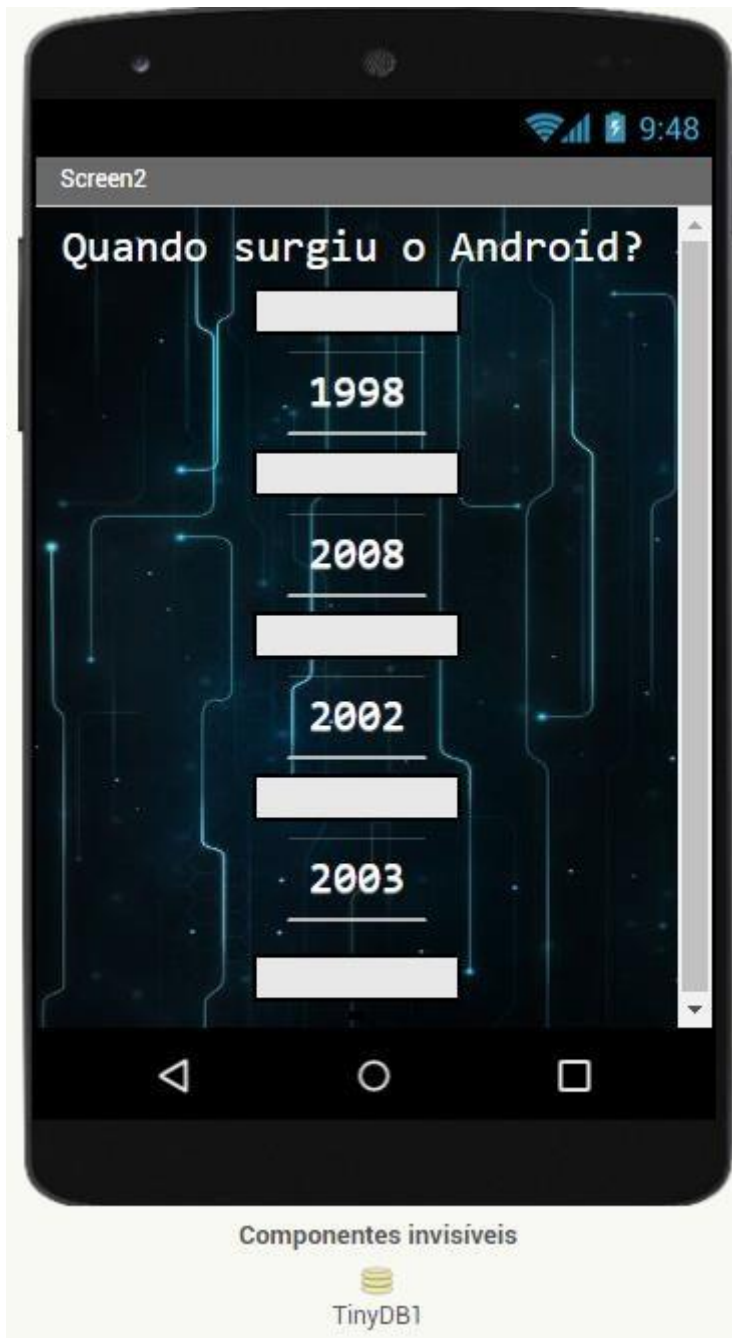 9:48
Screen2
Quando surgiu o Android?
1998
2008
2002
2003
Componentes invisíveis
TinyDB1